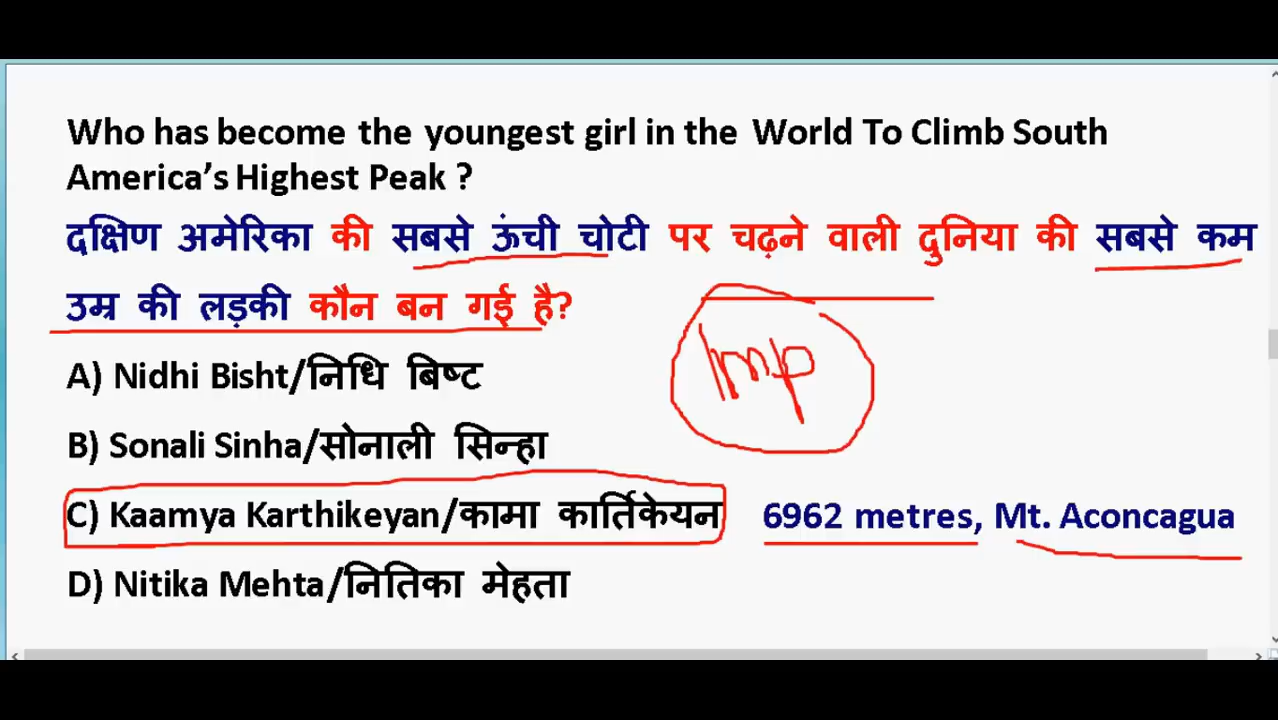 Who has become the youngest girl in the World To Climb South
America’s Highest Peak ?
दक्षिण अमेरिका की सबसे ऊंची चोटी पर चढ़ने वाली दुनिया की सबसे कम
उम्र की लड़की कौन बन गई है?
Imp
A) Nidhi Bisht/निधि बिष्ट
B) Sonali Sinha/सोनाली सिन्हा
C) Kaamya Karthikeyan/कामा कार्तिकेयन 6962 metres, Mt. Aconcagua
D) Nitika Mehta/नितिका मेहता